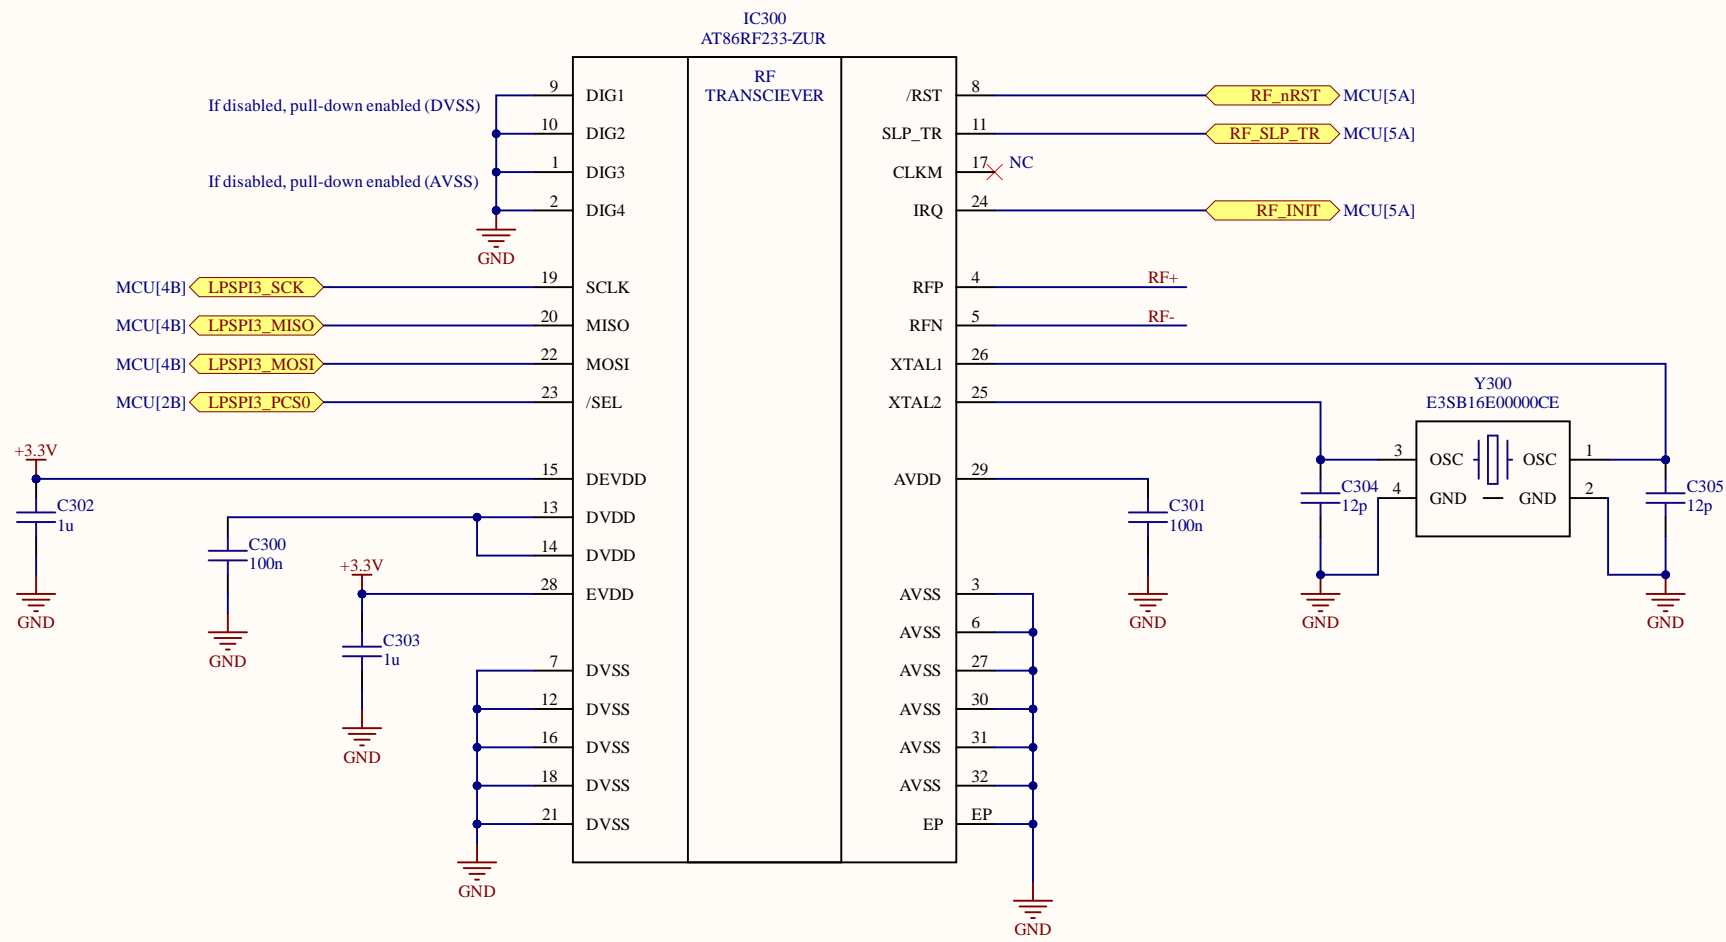 IC300
AT86RF233-ZUR
RF
TRANSCIEVER
If disabled, pull-down enabled (DVSS)
If disabled, pull-down enabled (AVSS)
9 DIG1
10 DIG2
1 DIG3
2 DIG4
GND
MCU[4B] LPSPI3_SCK 19 SCLK
MCU[4B] LPSPI3_MISO 20 MISO
MCU[4B] LPSPI3_MOSI 22 MOSI
MCU[2B] LPSPI3_PCS0 23 /SEL
+3.3V
15 DEVDD
C302
1u
GND
13 DVDD
14 DVDD
C300
100n
GND
+3.3V
28 EVDD
C303
1u
GND
7 DVSS
12 DVSS
16 DVSS
18 DVSS
21 DVSS
GND
/RST 8 RF_nRST MCU[5A]
SLP_TR 11 RF_SLP_TR MCU[5A]
CLKM 17 NC
IRQ 24 RF_INIT MCU[5A]
RFP 4 RF+
RFN 5 RF-
XTAL1 26
XTAL2 25
Y300
E3SB16E00000CE
3 OSC OSC 1
4 GND GND 2
C304
12p
GND
C305
12p
GND
AVDD 29
C301
100n
GND
AVSS 3
AVSS 6
AVSS 27
AVSS 30
AVSS 31
AVSS 32
EP EP
GND